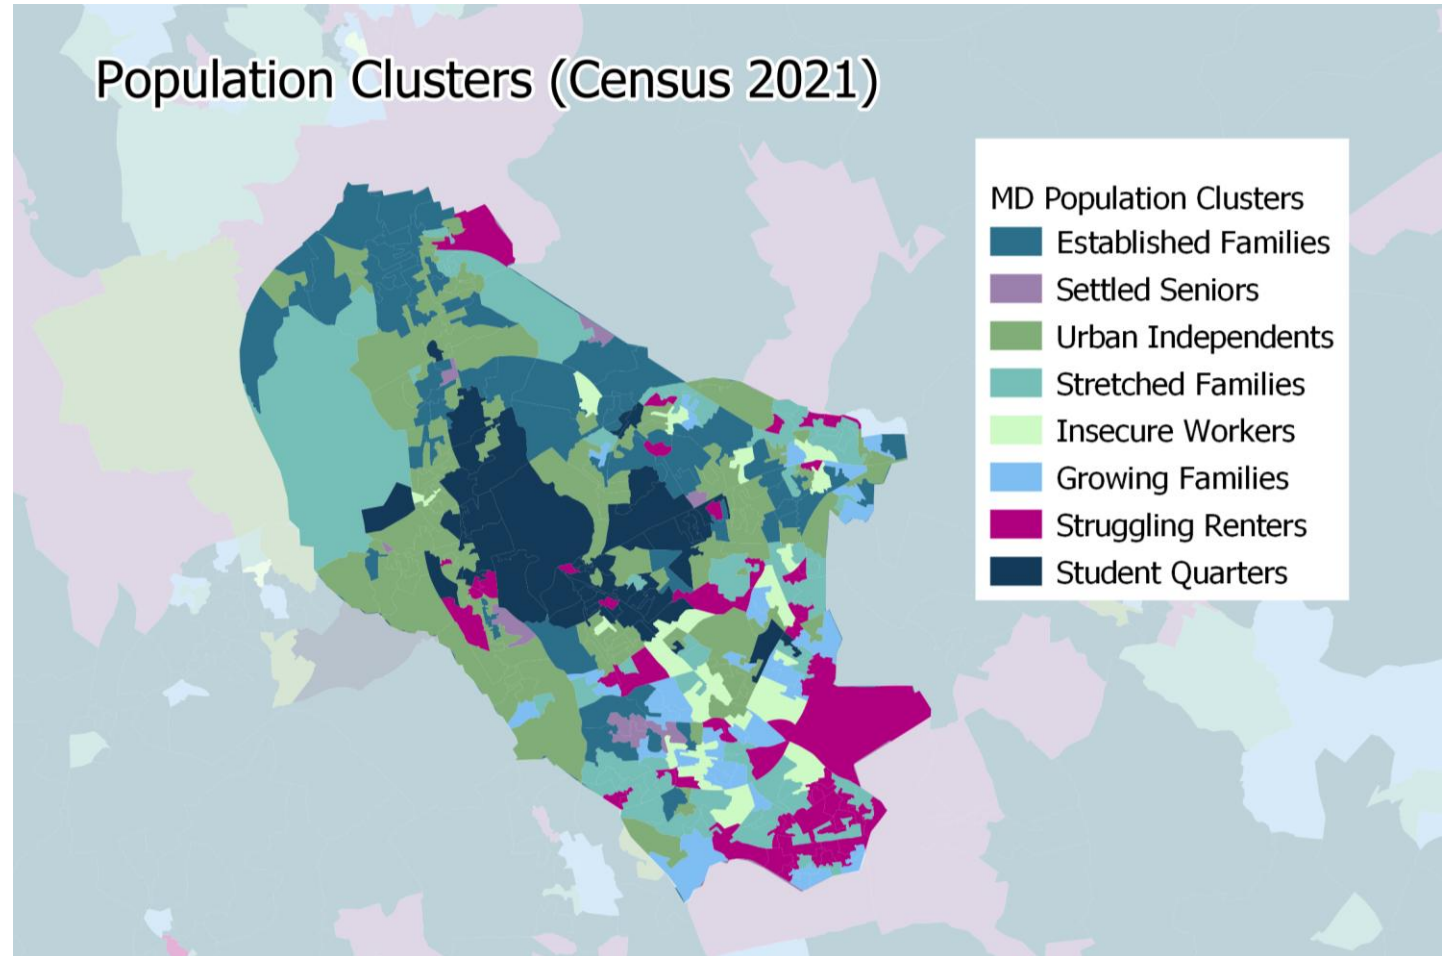 Population Clusters (Census 2021)
MD Population Clusters
Established Families
Settled Seniors
Urban Independents
Stretched Families
Insecure Workers
Growing Families
Struggling Renters
Student Quarters